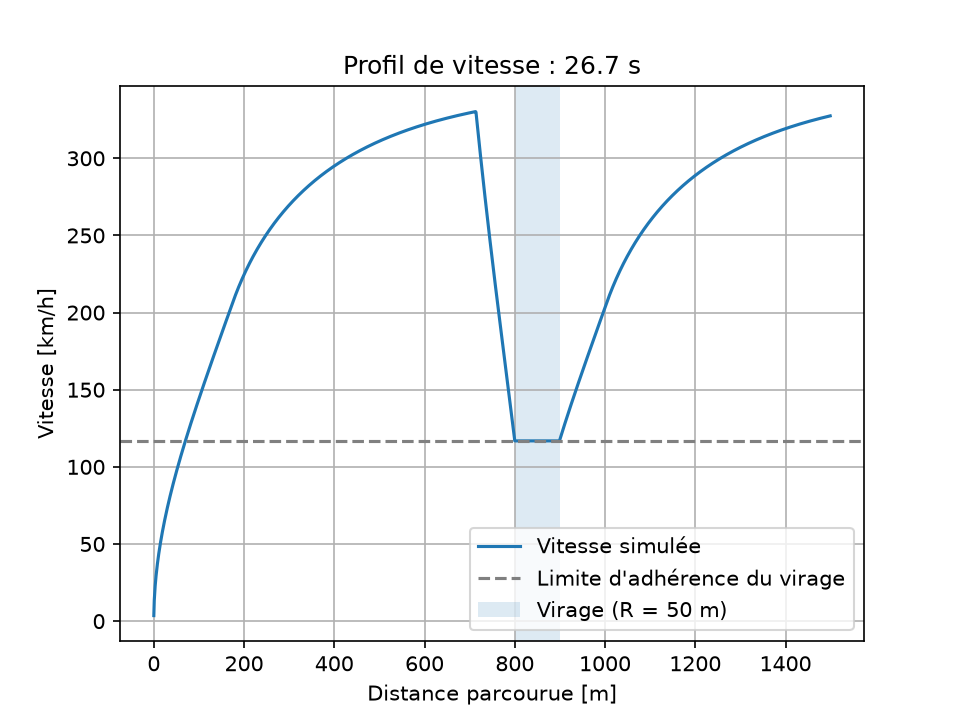 Profil de vitesse : 26.7 s
Vitesse [km/h]
300
250
200
150
100
50
0
0 200 400 600 800 1000 1200 1400
Distance parcourue [m]
Vitesse simulée
Limite d'adhérence du virage
Virage (R = 50 m)